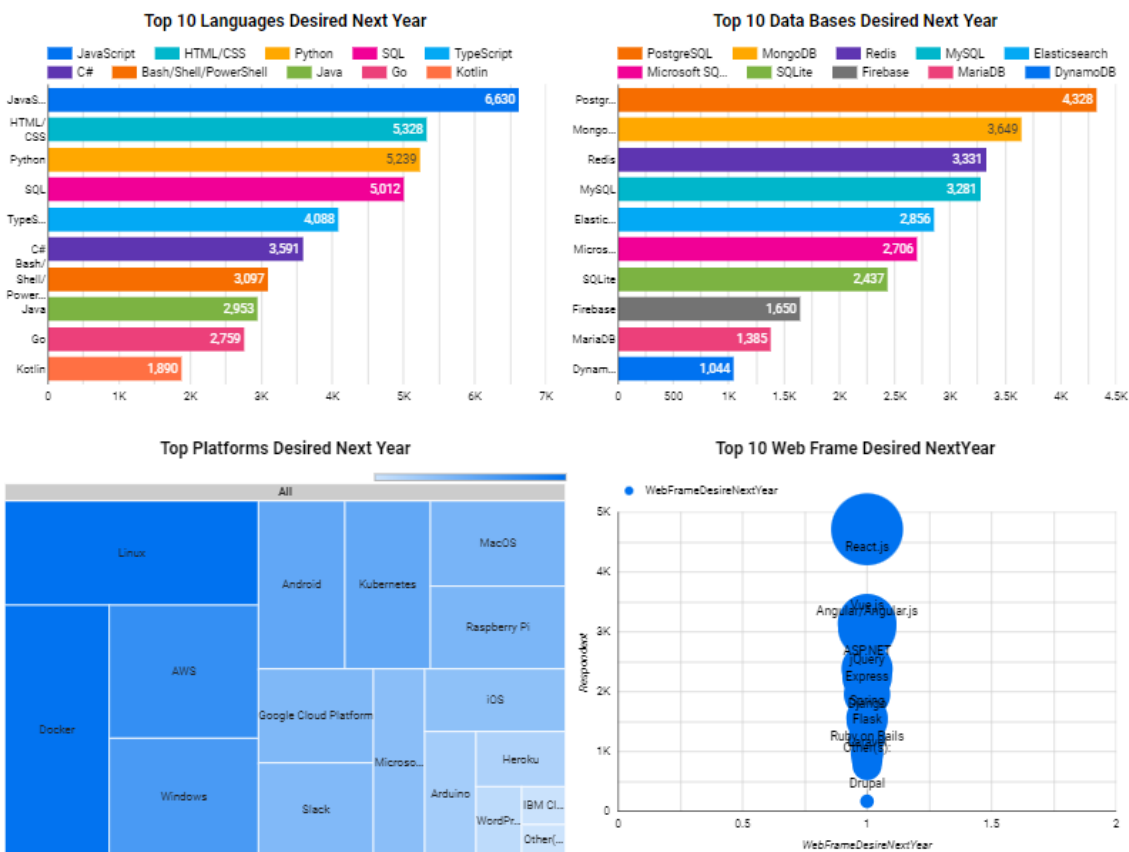 Top 10 Languages Desired Next Year
JavaScript HTML/CSS Python SQL TypeScript
C# Bash/Shell/PowerShell Java Go Kotlin
JavaS... 6,630
HTML/
CSS 5,328
Python 5,239
SQL 5,012
TypeS... 4,088
C# 3,591
Bash/
Shell/ 3,097
Power...
Java 2,953
Go 2,759
Kotlin 1,890
0 1K 2K 3K 4K 5K 6K 7K
Top 10 Data Bases Desired Next Year
PostgreSQL MongoDB Redis MySQL Elasticsearch
Microsoft SQ... SQLite Firebase MariaDB DynamoDB
Postgr... 4,328
Mongo... 3,649
Redis 3,331
MySQL 3,281
Elastic... 2,856
Micros... 2,706
SQLite 2,437
Firebase 1,650
MariaDB 1,385
Dynam... 1,044
0 500 1K 1.5K 2K 2.5K 3K 3.5K 4K 4.5K
Top Platforms Desired Next Year
All
Linux
Docker
AWS
Windows
Android
Kubernetes
MacOS
Raspberry Pi
Google Cloud Platform
Slack
Microso...
iOS
Arduino
Heroku
WordPr...
IBM Cl...
Other(...
Top 10 Web Frame Desired NextYear
WebFrameDesireNextYear
5K
4K
3K
2K
1K
0
Respondent
React.js
Vue.js
Angular/Angular.js
ASP.NET
jQuery
Express
Spring
Flask
Ruby on Rails
Other(s):
Drupal
0 0.5 1 1.5 2
WebFrameDesireNextYear